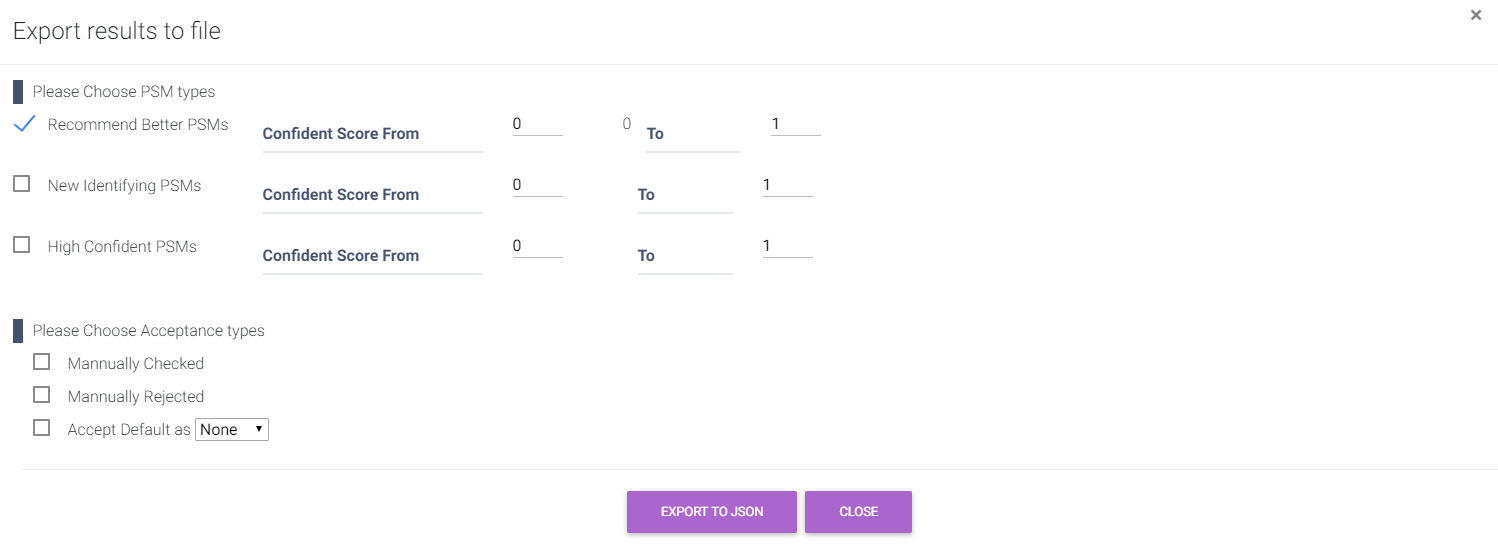 Export results to file ×
Please Choose PSM types
Recommend Better PSMs Confident Score From 0 0 To 1
New Identifying PSMs Confident Score From 0 To 1
High Confident PSMs Confident Score From 0 To 1
Please Choose Acceptance types
Mannually Checked
Mannually Rejected
Accept Default as None
EXPORT TO JSON CLOSE